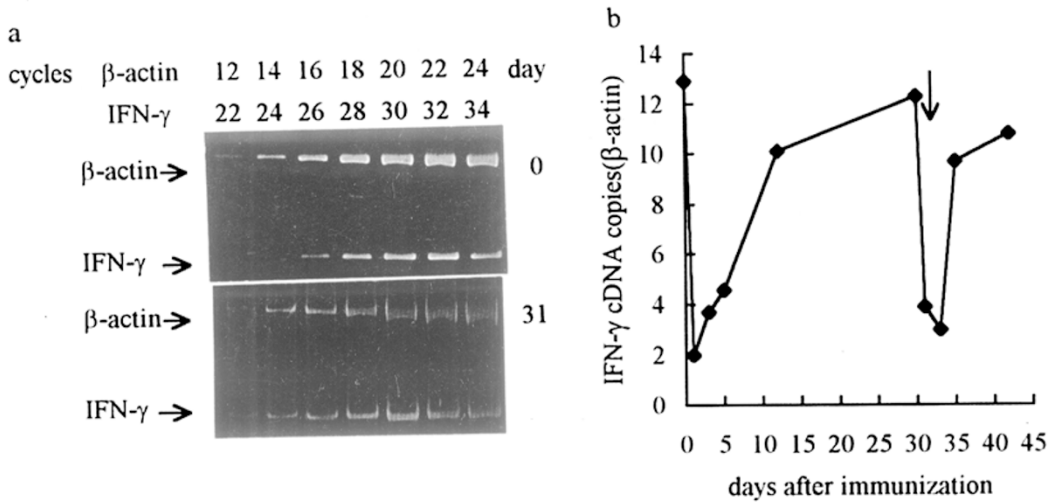 a
cycles β-actin 12 14 16 18 20 22 24 day
IFN-γ 22 24 26 28 30 32 34
β-actin→ 0
IFN-γ →
β-actin→ 31
IFN-γ →
b
IFN-γ cDNA copies(β-actin)
14
12
10
8
6
4
2
0
0 5 10 15 20 25 30 35 40 45
days after immunization